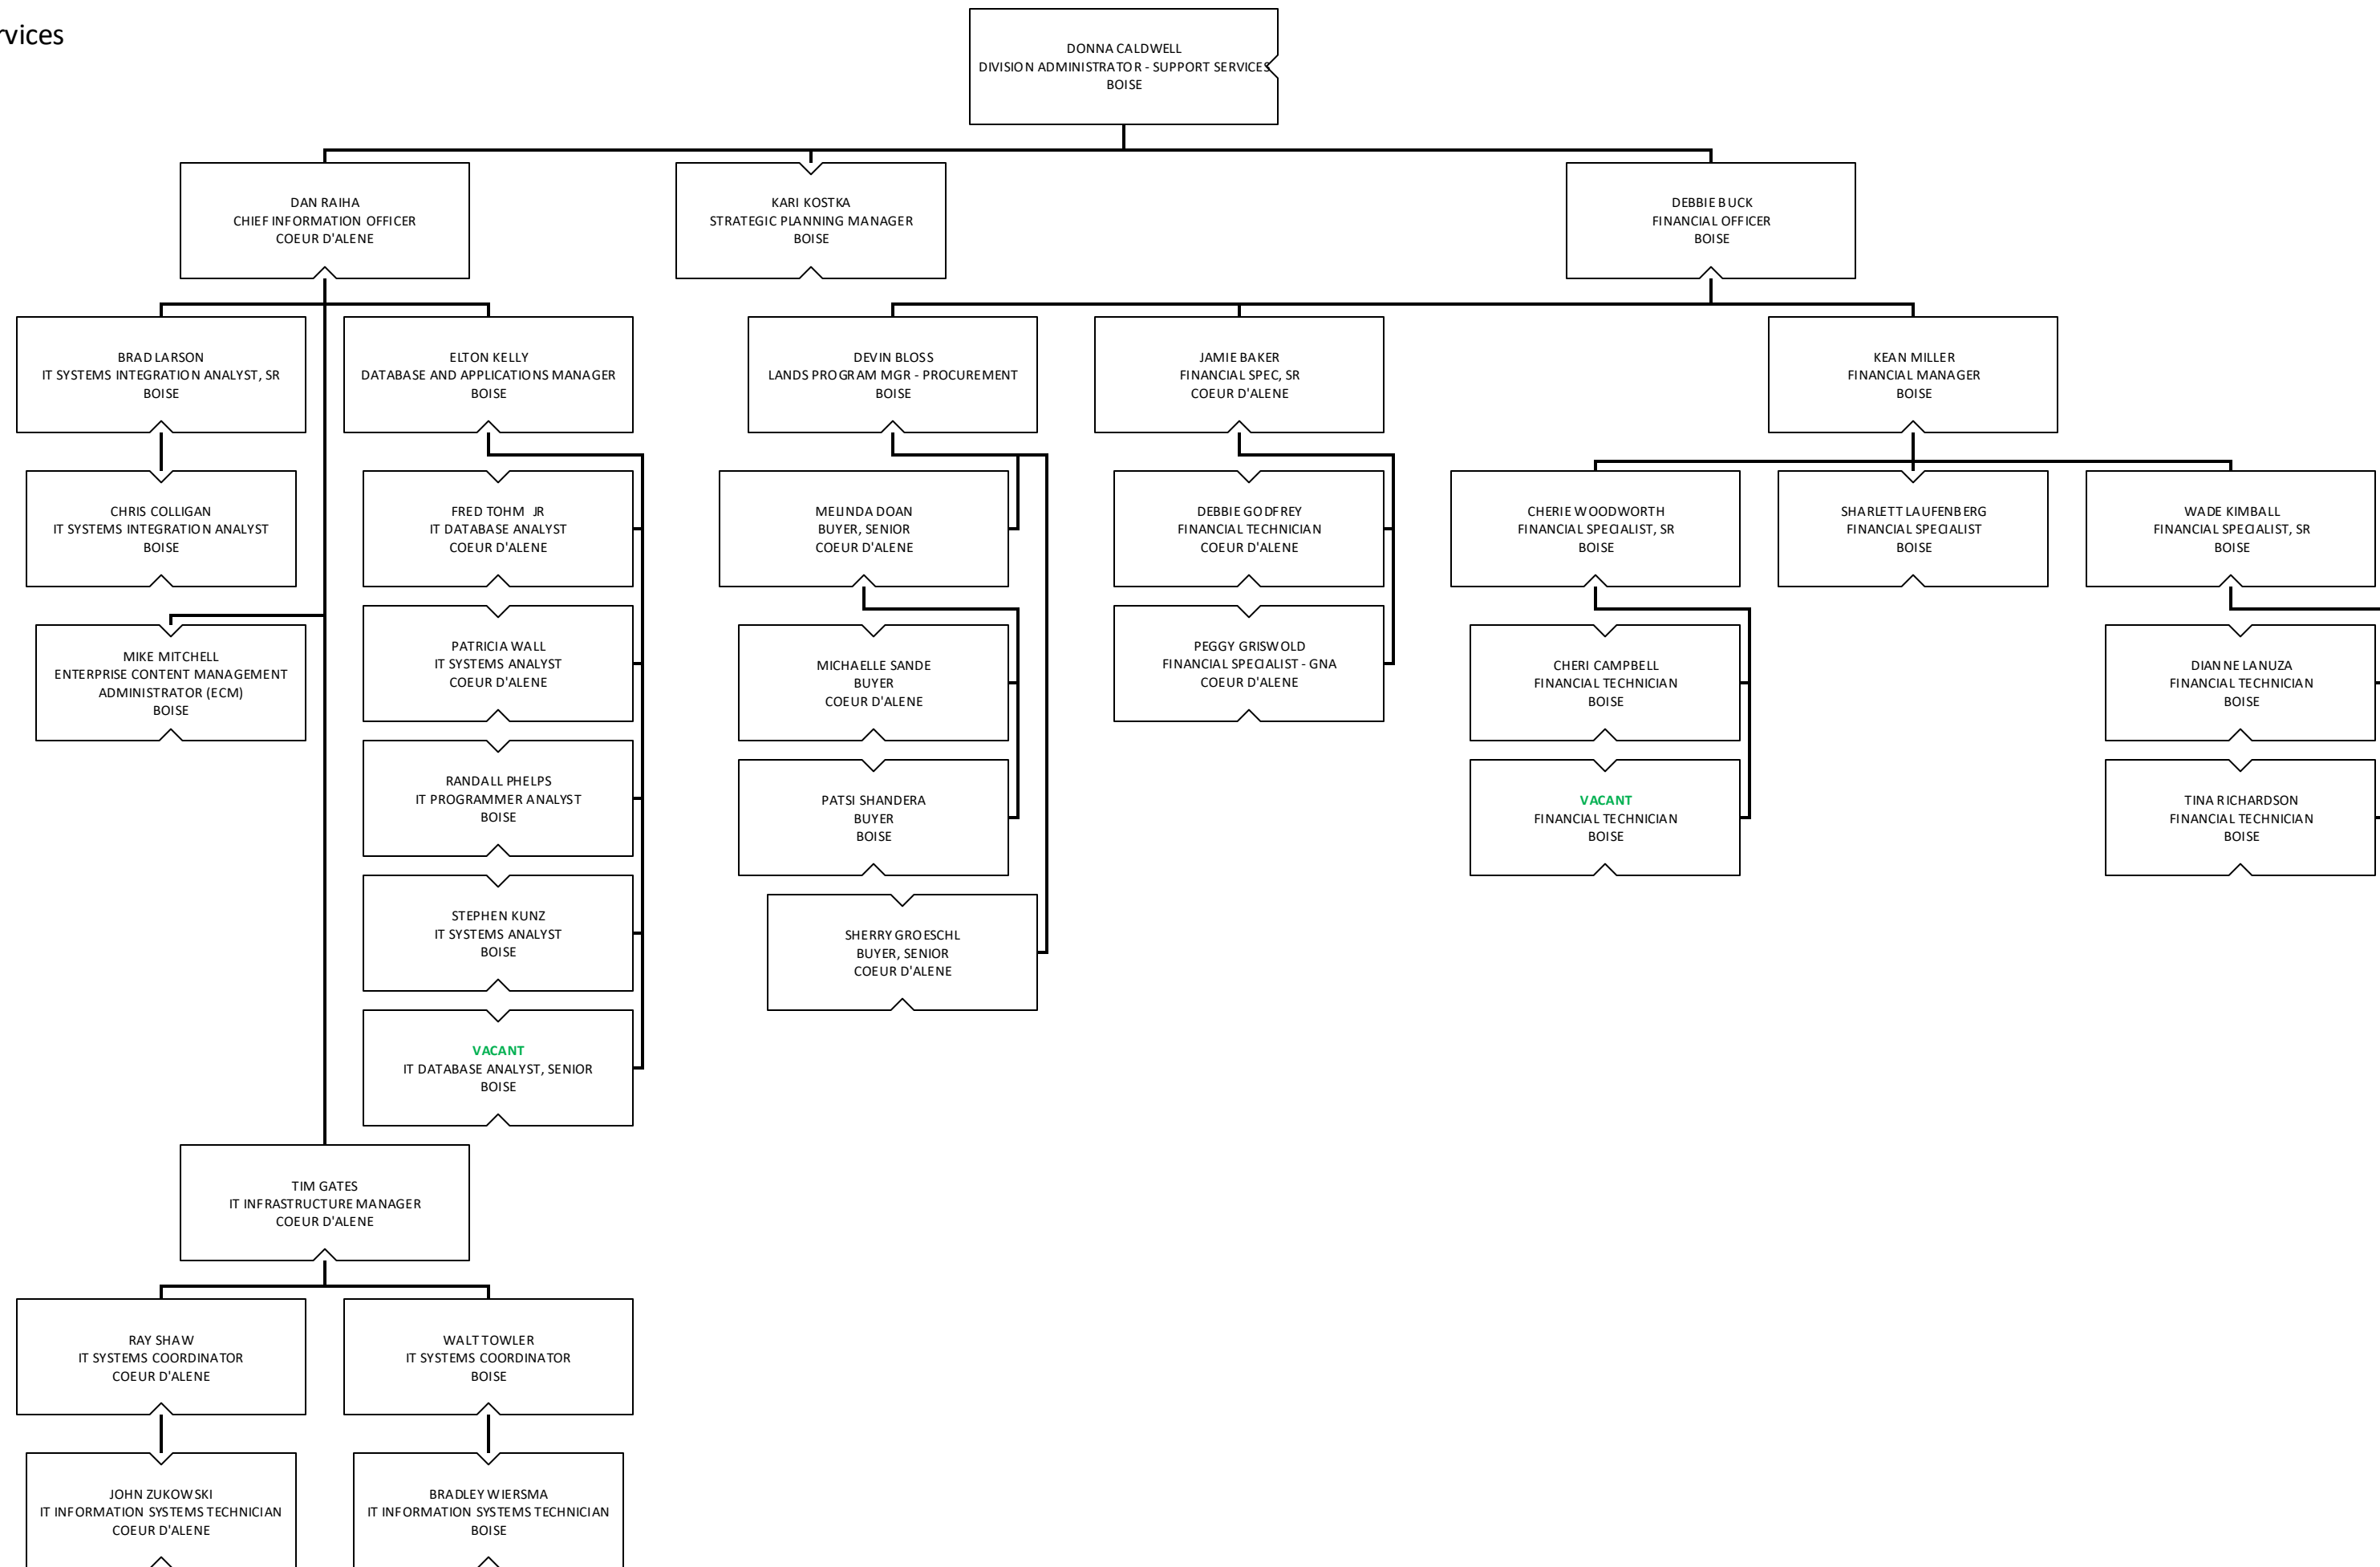 rvices
DONNA CALDWELL
DIVISION ADMINISTRATOR - SUPPORT SERVICES
BOISE
DAN RAIHA
CHIEF INFORMATION OFFICER
COEUR D'ALENE
KARI KOSTKA
STRATEGIC PLANNING MANAGER
BOISE
DEBBIE BUCK
FINANCIAL OFFICER
BOISE
BRAD LARSON
IT SYSTEMS INTEGRATION ANALYST, SR
BOISE
ELTON KELLY
DATABASE AND APPLICATIONS MANAGER
BOISE
DEVIN BLOSS
LANDS PROGRAM MGR - PROCUREMENT
BOISE
JAMIE BAKER
FINANCIAL SPEC, SR
COEUR D'ALENE
KEAN MILLER
FINANCIAL MANAGER
BOISE
CHRIS COLLIGAN
IT SYSTEMS INTEGRATION ANALYST
BOISE
FRED TOHM JR
IT DATABASE ANALYST
COEUR D'ALENE
MELINDA DOAN
BUYER, SENIOR
COEUR D'ALENE
DEBBIE GODFREY
FINANCIAL TECHNICIAN
COEUR D'ALENE
CHERIE WOODWORTH
FINANCIAL SPECIALIST, SR
BOISE
SHARLETT LAUFENBERG
FINANCIAL SPECIALIST
BOISE
WADE KIMBALL
FINANCIAL SPECIALIST, SR
BOISE
MIKE MITCHELL
ENTERPRISE CONTENT MANAGEMENT
ADMINISTRATOR (ECM)
BOISE
PATRICIA WALL
IT SYSTEMS ANALYST
COEUR D'ALENE
MICHAELLE SANDE
BUYER
COEUR D'ALENE
PEGGY GRISWOLD
FINANCIAL SPECIALIST - GNA
COEUR D'ALENE
CHERI CAMPBELL
FINANCIAL TECHNICIAN
BOISE
DIANNE LANUZA
FINANCIAL TECHNICIAN
BOISE
RANDALL PHELPS
IT PROGRAMMER ANALYST
BOISE
PATSI SHANDERA
BUYER
BOISE
VACANT
FINANCIAL TECHNICIAN
BOISE
TINA RICHARDSON
FINANCIAL TECHNICIAN
BOISE
STEPHEN KUNZ
IT SYSTEMS ANALYST
BOISE
SHERRY GROESCHL
BUYER, SENIOR
COEUR D'ALENE
VACANT
IT DATABASE ANALYST, SENIOR
BOISE
TIM GATES
IT INFRASTRUCTURE MANAGER
COEUR D'ALENE
RAY SHAW
IT SYSTEMS COORDINATOR
COEUR D'ALENE
WALT TOWLER
IT SYSTEMS COORDINATOR
BOISE
JOHN ZUKOWSKI
IT INFORMATION SYSTEMS TECHNICIAN
COEUR D'ALENE
BRADLEY WIERSMA
IT INFORMATION SYSTEMS TECHNICIAN
BOISE